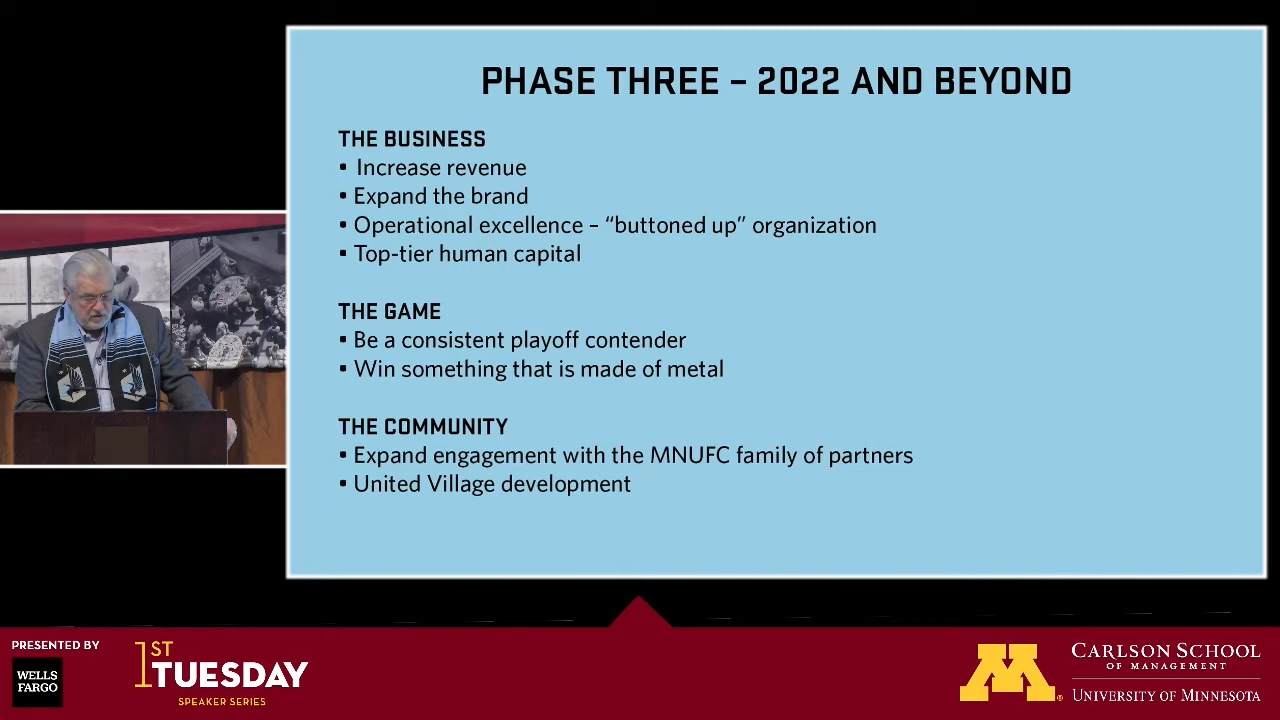 PHASE THREE – 2022 AND BEYOND
THE BUSINESS
▪ Increase revenue
▪ Expand the brand
▪ Operational excellence – “buttoned up” organization
▪ Top-tier human capital
THE GAME
▪ Be a consistent playoff contender
▪ Win something that is made of metal
THE COMMUNITY
▪ Expand engagement with the MNUFC family of partners
▪ United Village development
PRESENTED BY
WELLS
FARGO
1ST
TUESDAY
SPEAKER SERIES
M®
CARLSON SCHOOL
OF MANAGEMENT
UNIVERSITY OF MINNESOTA